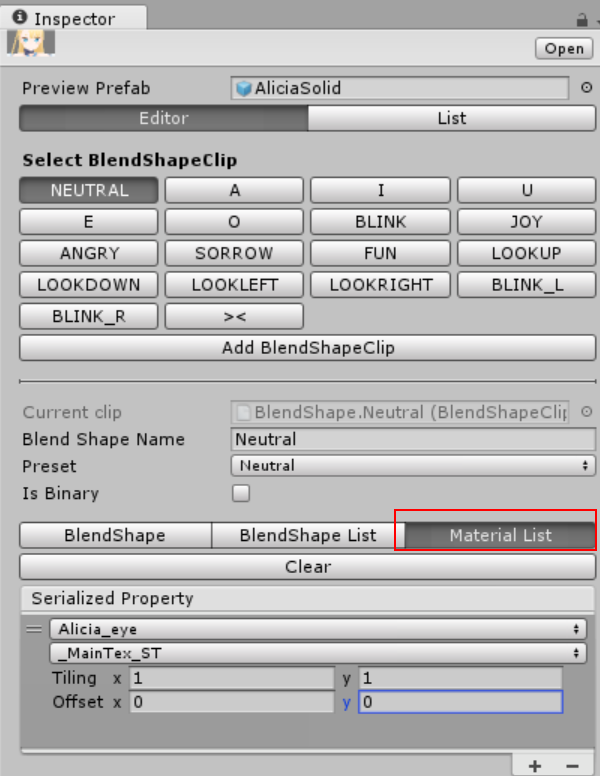 Inspector
Open
Preview Prefab AliciaSolid
Editor List
Select BlendShapeClip
NEUTRAL A I U
E O BLINK JOY
ANGRY SORROW FUN LOOKUP
LOOKDOWN LOOKLEFT LOOKRIGHT BLINK_L
BLINK_R ><
Add BlendShapeClip
Current clip BlendShape.Neutral (BlendShapeClip
Blend Shape Name Neutral
Preset Neutral
Is Binary
BlendShape BlendShape List Material List
Clear
Serialized Property
Alicia_eye
_MainTex_ST
Tiling x 1 y 1
Offset x 0 y 0
+ −